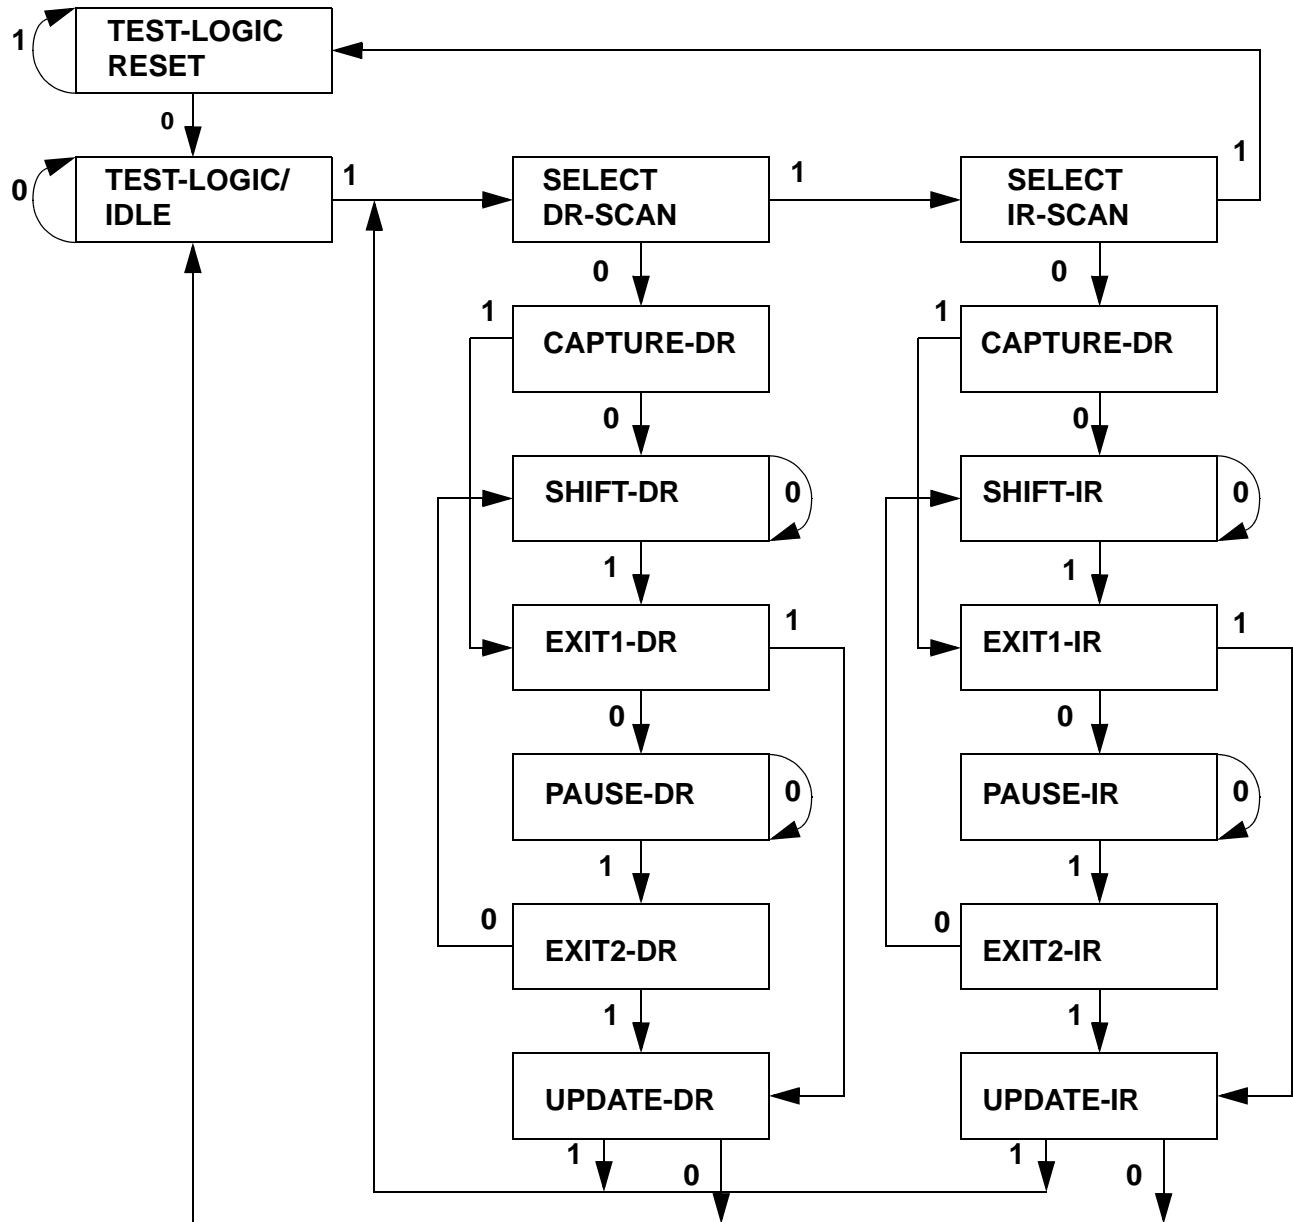 1
TEST-LOGIC
RESET
0
0
TEST-LOGIC/
IDLE
1
SELECT
DR-SCAN
1
SELECT
IR-SCAN
1
0
0
1
CAPTURE-DR
1
CAPTURE-DR
0
0
SHIFT-DR
0
SHIFT-IR
0
1
1
EXIT1-DR
1
EXIT1-IR
1
0
0
PAUSE-DR
0
PAUSE-IR
0
1
1
0
EXIT2-DR
0
EXIT2-IR
1
1
UPDATE-DR
UPDATE-IR
1
0
1
0